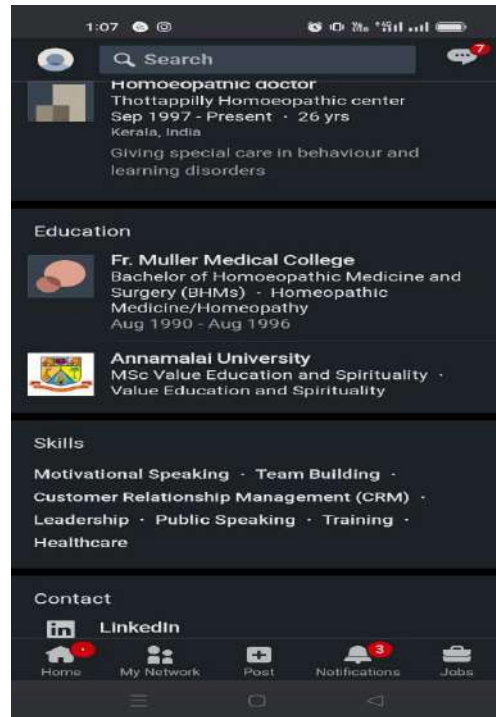 1:07
Search
7
Homoeopathic doctor
Thottappilly Homoeopathic center
Sep 1997 - Present · 26 yrs
Kerala, India
Giving special care in behaviour and
learning disorders
Education
Fr. Muller Medical College
Bachelor of Homoeopathic Medicine and
Surgery (BHMs) · Homeopathic
Medicine/Homeopathy
Aug 1990 - Aug 1996
Annamalai University
MSc Value Education and Spirituality ·
Value Education and Spirituality
Skills
Motivational Speaking · Team Building ·
Customer Relationship Management (CRM) ·
Leadership · Public Speaking · Training ·
Healthcare
Contact
in LinkedIn
3
Home My Network Post Notifications Jobs